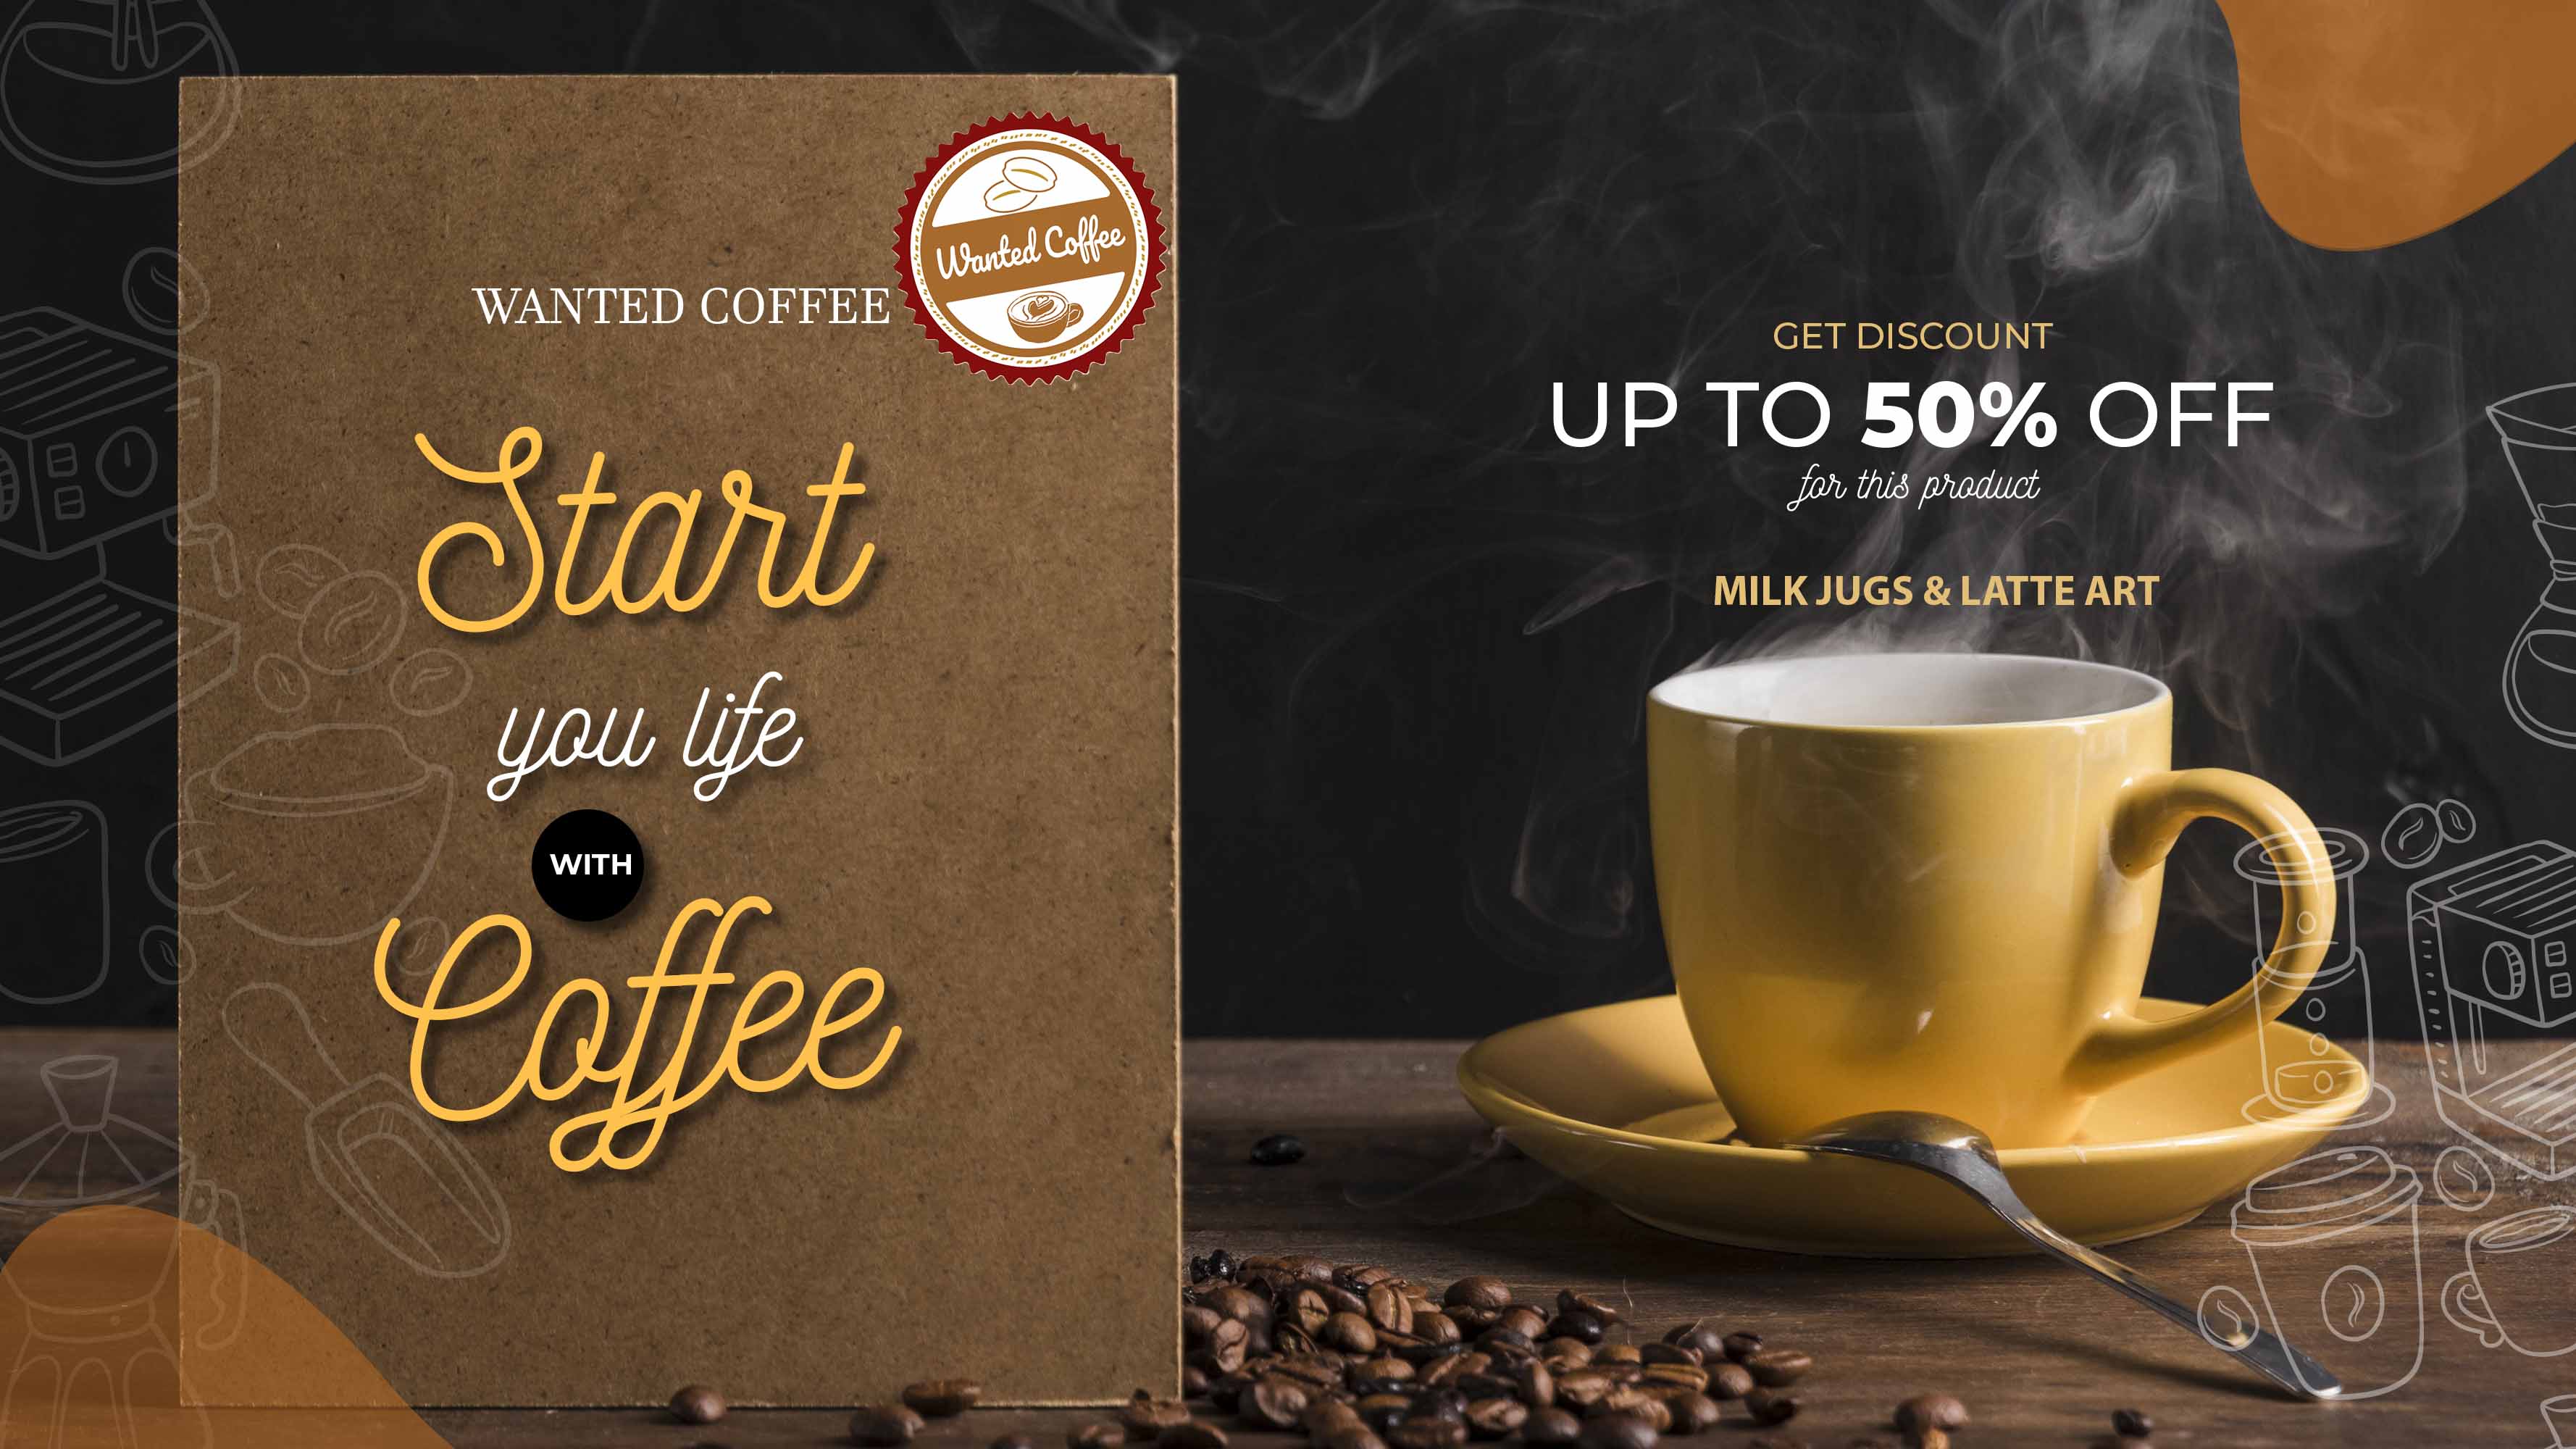 WANTED COFFEE
Wanted Coffee
Start
you life
WITH
Coffee
GET DISCOUNT
UP TO 50% OFF
for this product
MILK JUGS & LATTE ART